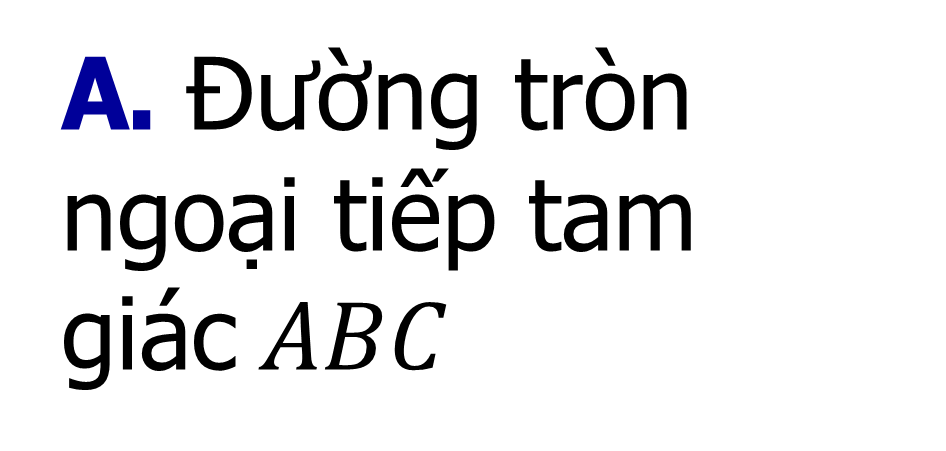 A. Đường tròn
ngoại tiếp tam
giác ABC